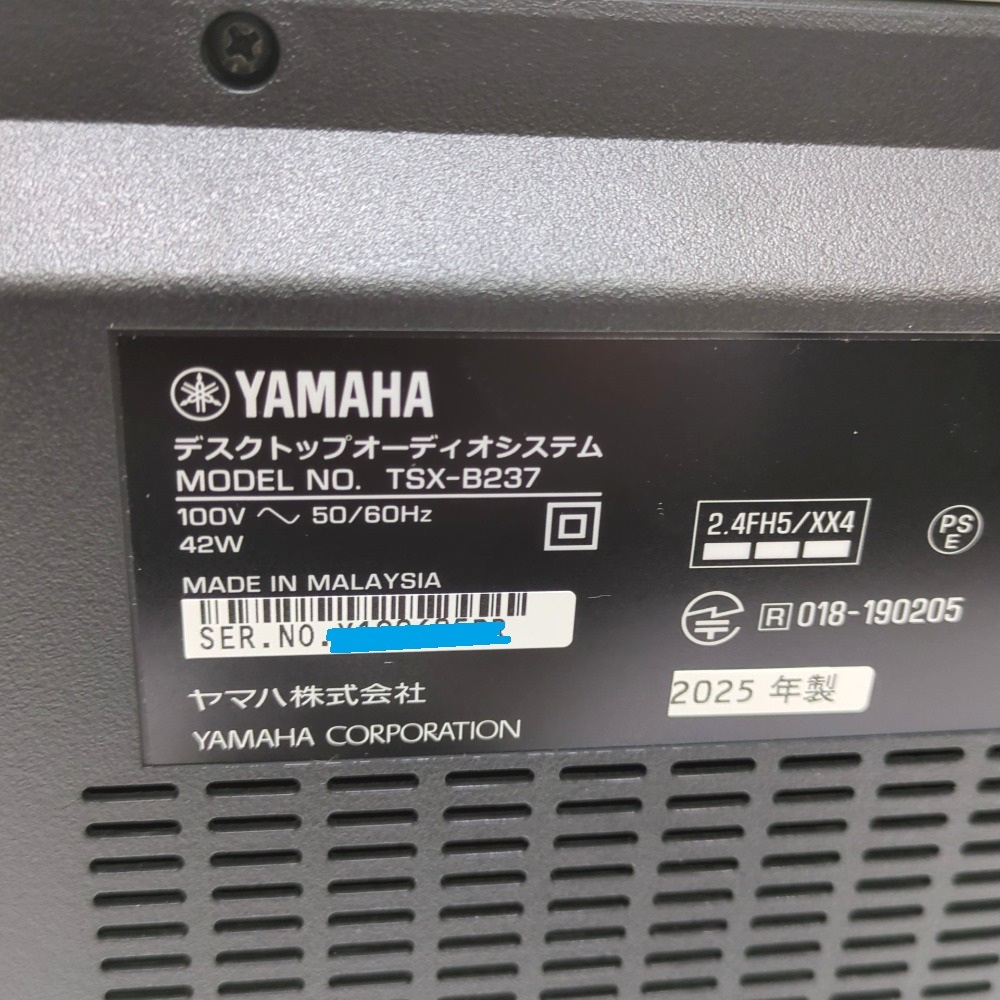 YAMAHA
デスクトップオーディオシステム
MODEL NO. TSX-B237
100V ～ 50/60Hz
42W
MADE IN MALAYSIA
SER.NO.
ヤマハ株式会社
YAMAHA CORPORATION
2.4FH5/XX4
PS
E
R 018-190205
2025 年製